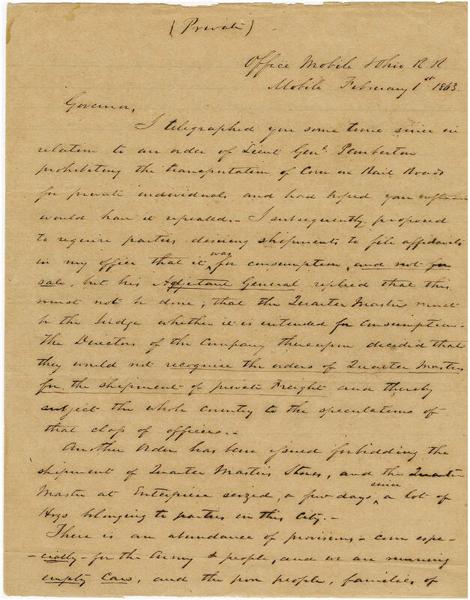 (Private)
Office Mobile & Ohio R. R
Mobile February 1st 1863.
Governor,
I telegraphed you some time since in
relation to an order of Lieut Genl. Pemberton
prohibiting the transportation of Corn on Rail Roads
for private individuals and had hoped your influence
would have it repealed. I subsequently proposed
to require parties desiring shipments to file affidavits
in my office that it was for consumption, and not for
sale, but his Adjutant General replied that this
must not be done, that the Quarter Master must
be the judge whether it is intended for consumption.
The Directors of the Company thereupon decided that
they would not recognise the orders of Quarter Masters
for the shipment of private Freight and thereby
subject the whole country to the speculations of
that class of officers.-
Another order has been issued forbidding the
shipment of Quarter Masters Stores, and the Quarter
Master at Enterprise seized, a few days since a lot of
Hogs belonging to parties in this City.-
There is an abundance of provisions - corn espe-
-cially - for the Army & people, and we are running
empty Cars, and the poor people, families of